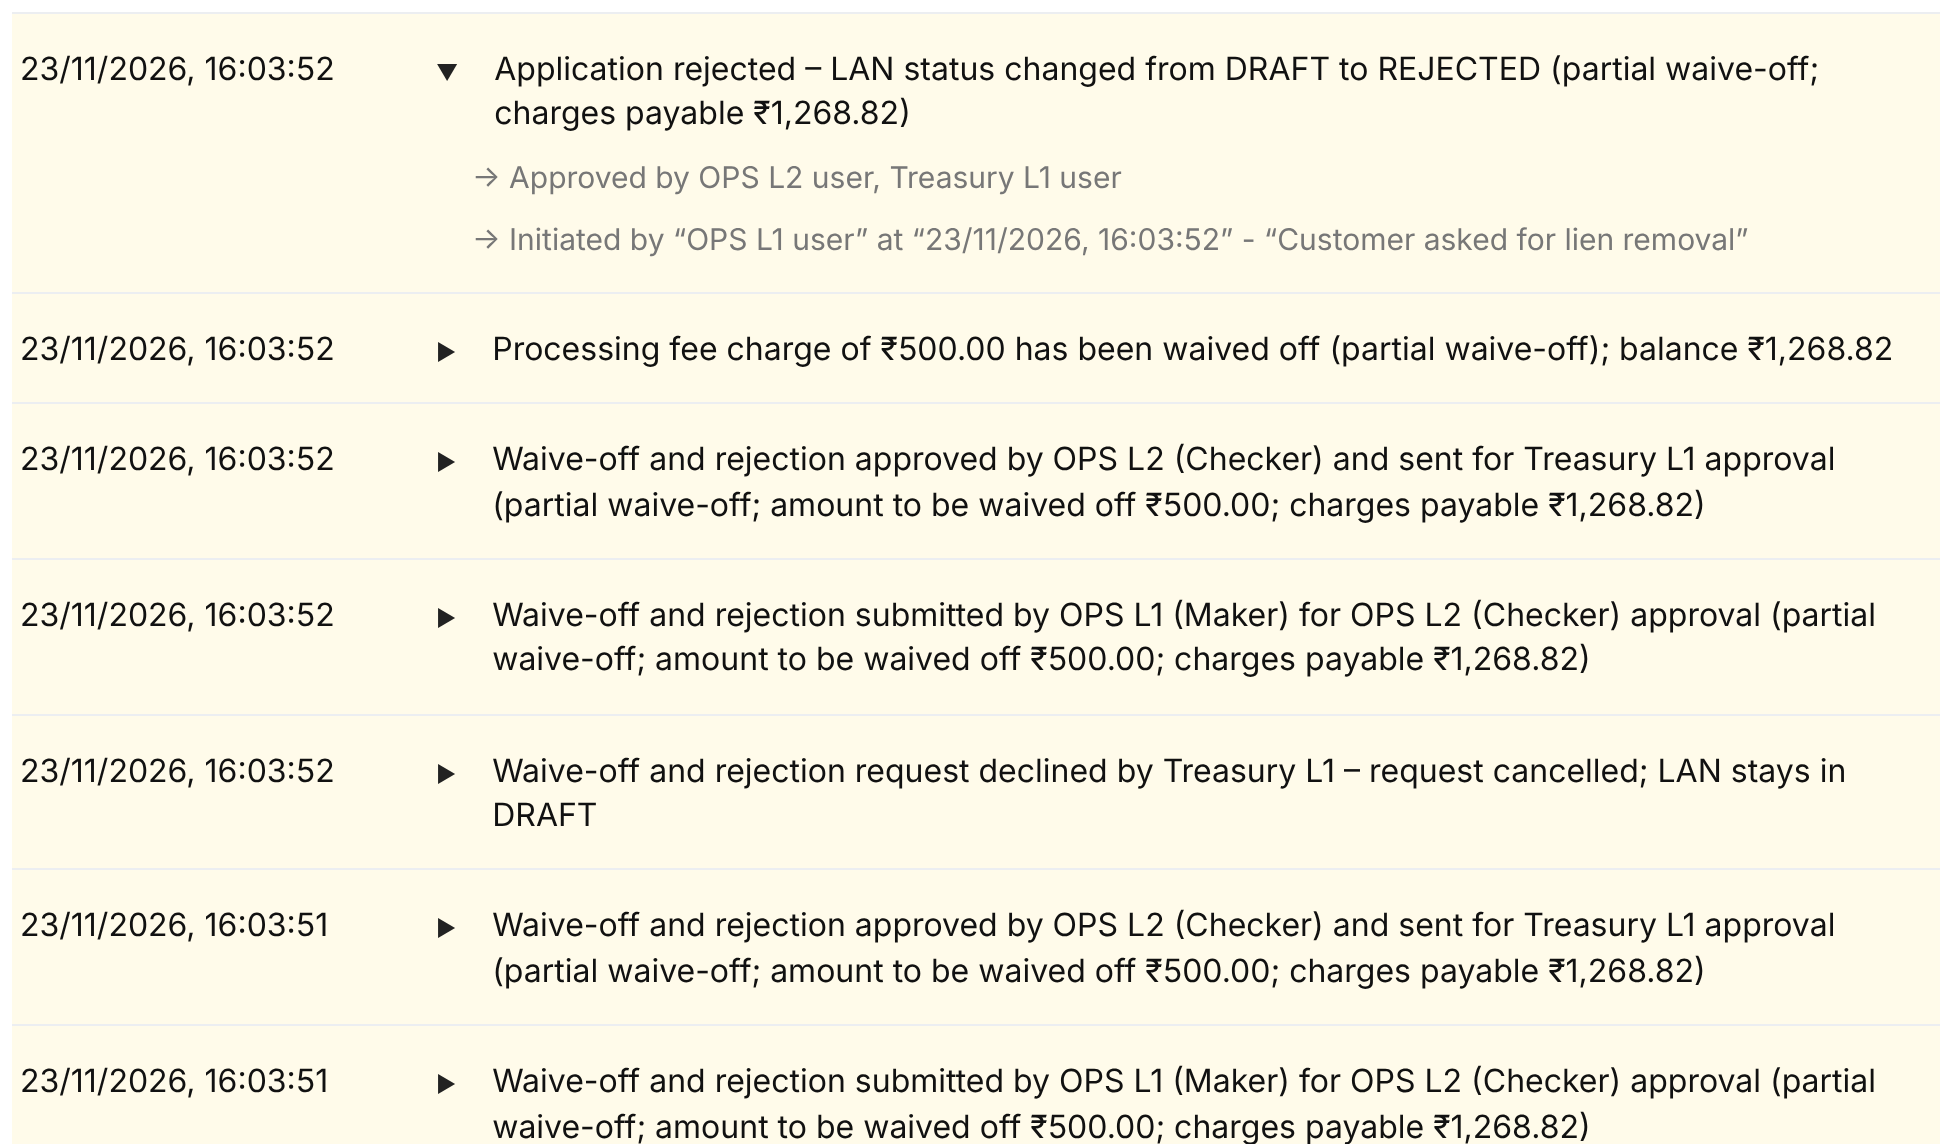 23/11/2026, 16:03:52 ▼ Application rejected – LAN status changed from DRAFT to REJECTED (partial waive-off;
charges payable ₹1,268.82)
→ Approved by OPS L2 user, Treasury L1 user
→ Initiated by “OPS L1 user” at “23/11/2026, 16:03:52” - “Customer asked for lien removal”
23/11/2026, 16:03:52 ▶ Processing fee charge of ₹500.00 has been waived off (partial waive-off); balance ₹1,268.82
23/11/2026, 16:03:52 ▶ Waive-off and rejection approved by OPS L2 (Checker) and sent for Treasury L1 approval
(partial waive-off; amount to be waived off ₹500.00; charges payable ₹1,268.82)
23/11/2026, 16:03:52 ▶ Waive-off and rejection submitted by OPS L1 (Maker) for OPS L2 (Checker) approval (partial
waive-off; amount to be waived off ₹500.00; charges payable ₹1,268.82)
23/11/2026, 16:03:52 ▶ Waive-off and rejection request declined by Treasury L1 – request cancelled; LAN stays in
DRAFT
23/11/2026, 16:03:51 ▶ Waive-off and rejection approved by OPS L2 (Checker) and sent for Treasury L1 approval
(partial waive-off; amount to be waived off ₹500.00; charges payable ₹1,268.82)
23/11/2026, 16:03:51 ▶ Waive-off and rejection submitted by OPS L1 (Maker) for OPS L2 (Checker) approval (partial
waive-off; amount to be waived off ₹500.00; charges payable ₹1,268.82)